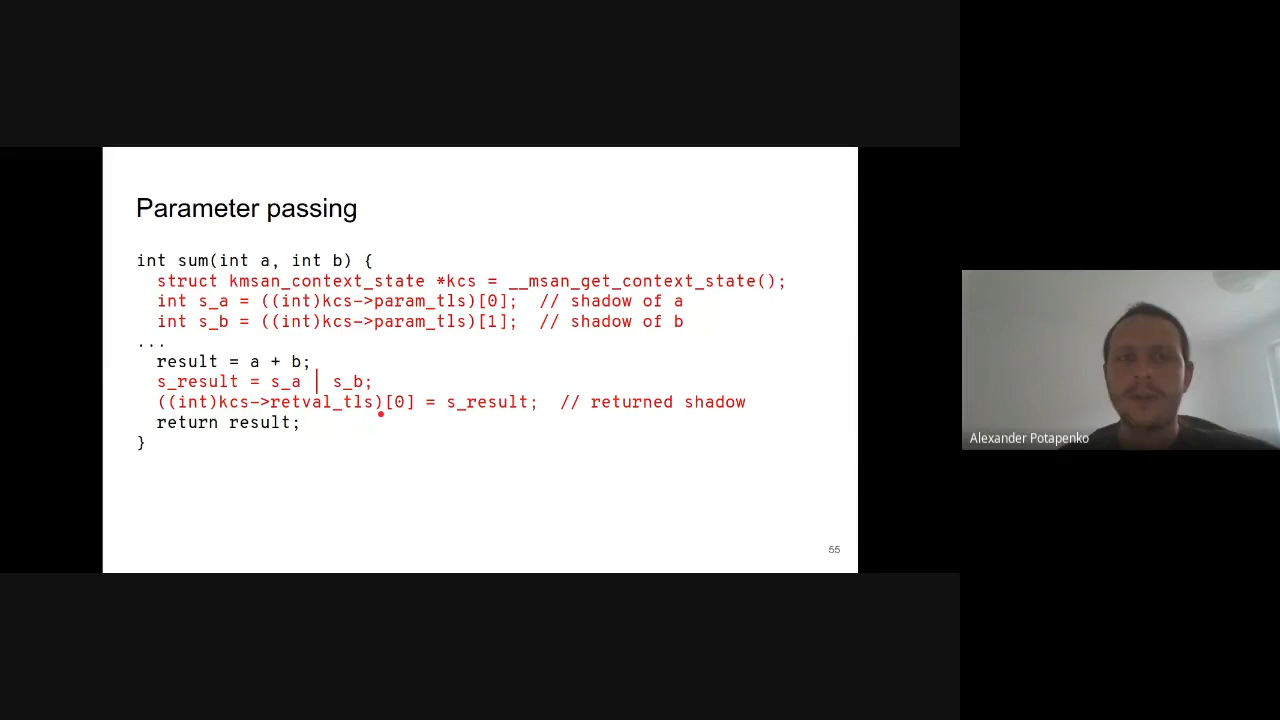 Parameter passing
int sum(int a, int b) {
struct kmsan_context_state *kcs = __msan_get_context_state();
int s_a = ((int)kcs->param_tls)[0]; // shadow of a
int s_b = ((int)kcs->param_tls)[1]; // shadow of b
...
result = a + b;
s_result = s_a | s_b;
((int)kcs->retval_tls)[0] = s_result; // returned shadow
return result;
}
55
Alexander Potapenko